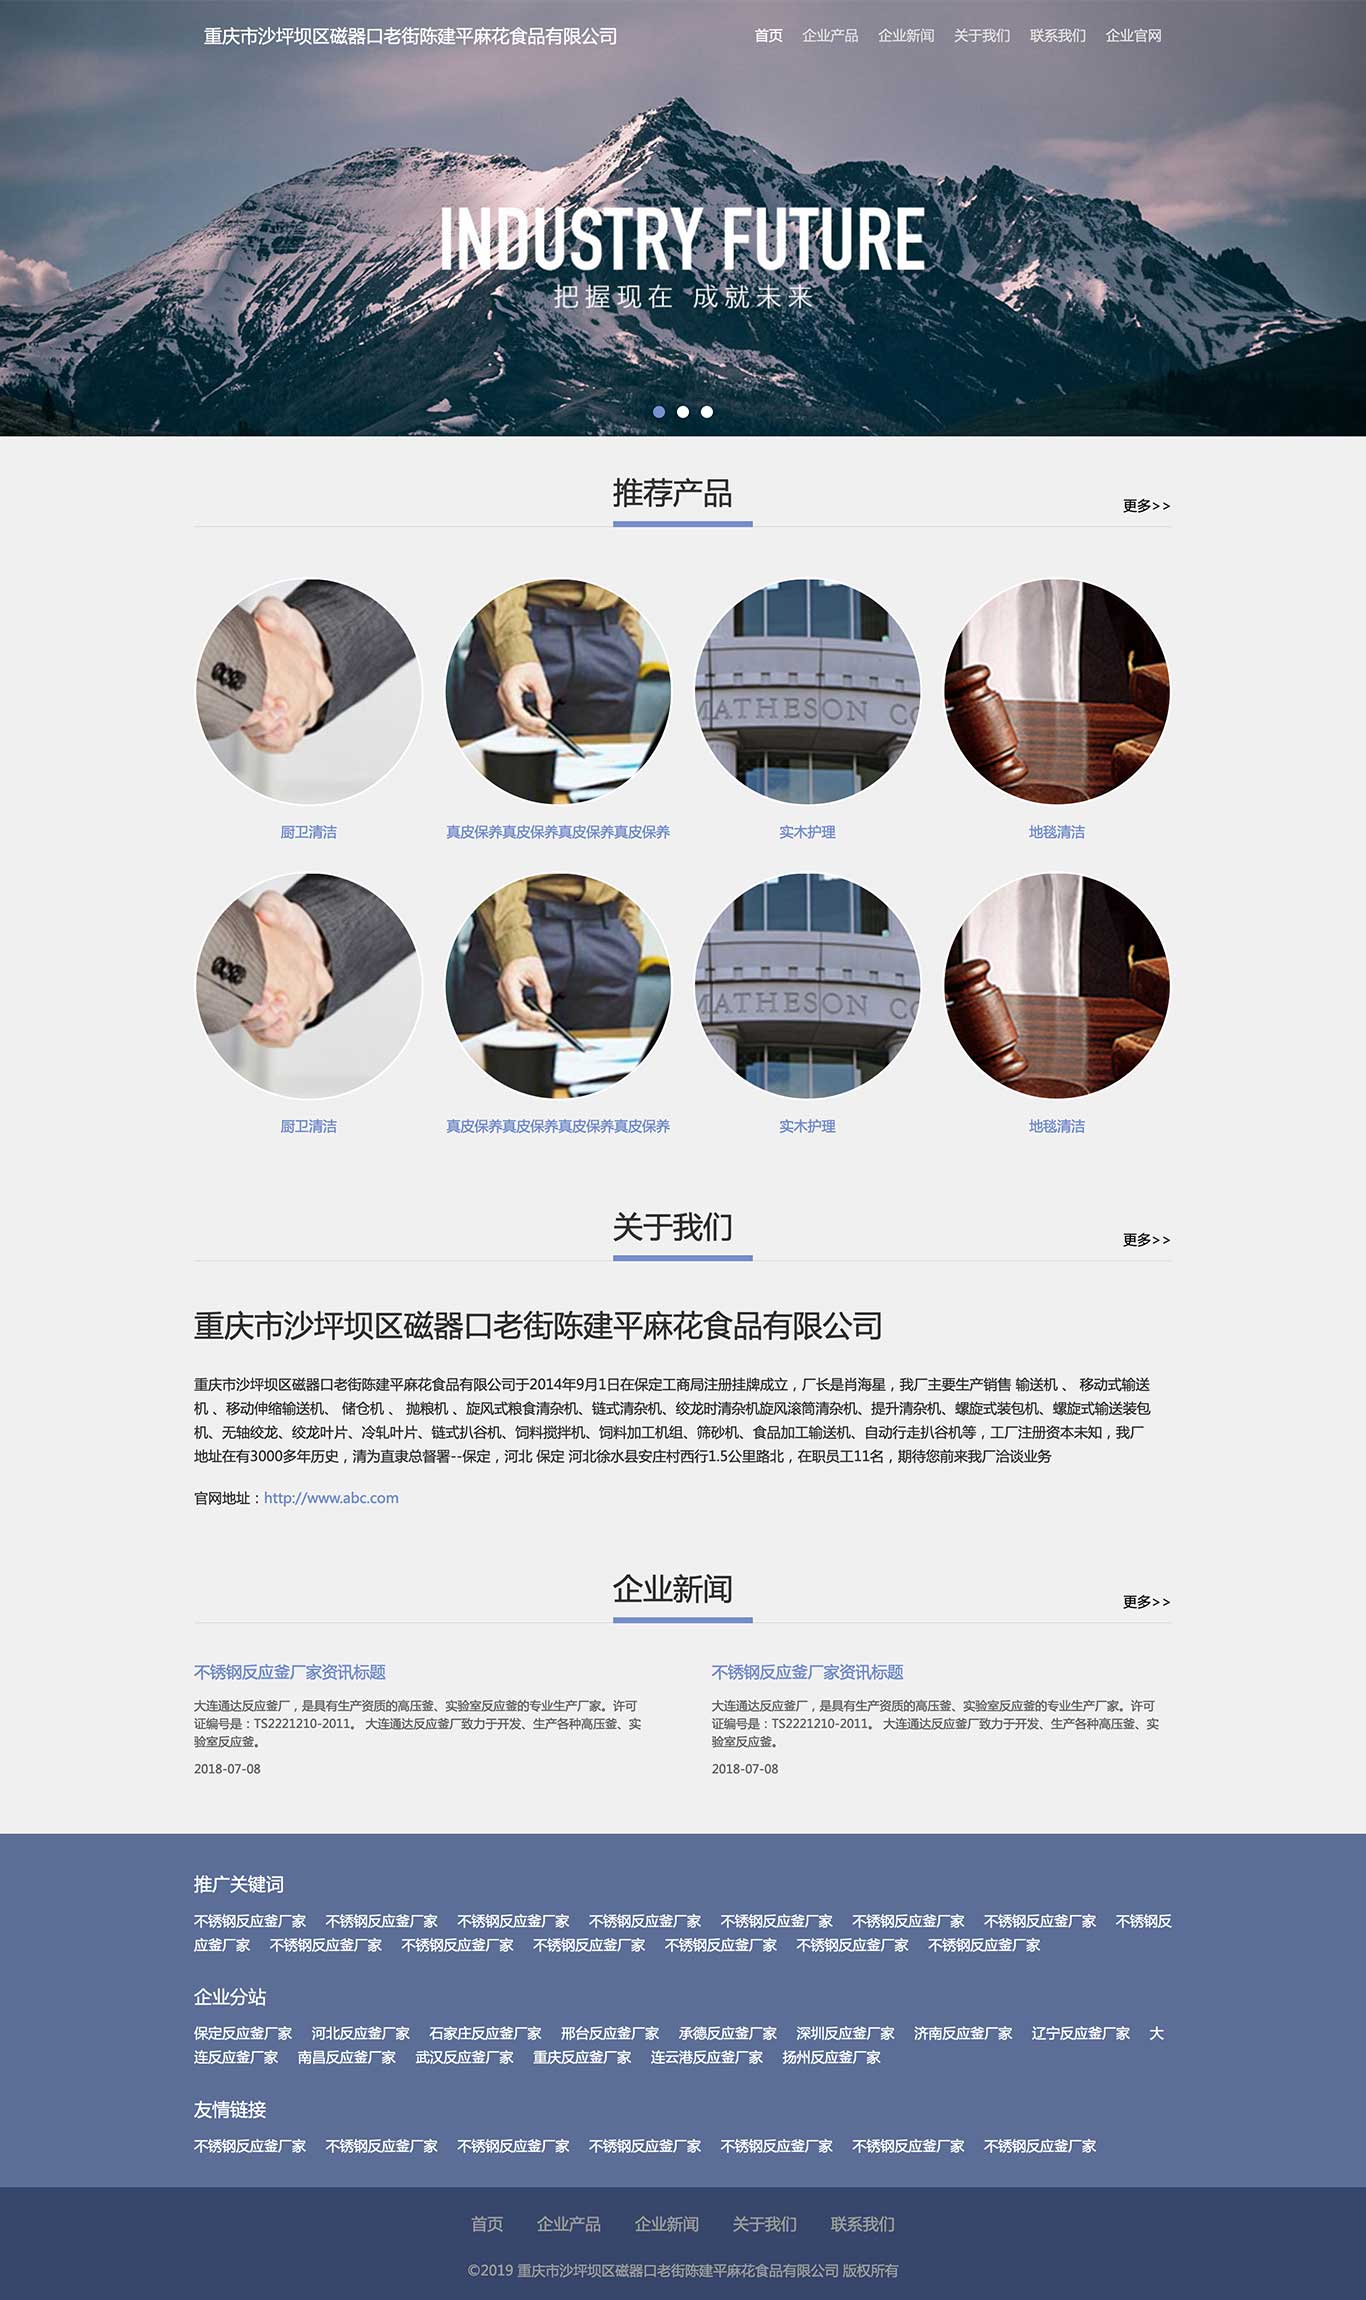 重庆市沙坪坝区磁器口老街陈建平麻花食品有限公司
首页 企业产品 企业新闻 关于我们 联系我们 企业官网
INDUSTRY FUTURE
把握现在 成就未来
推荐产品
更多>>
MATHESON CO
厨卫清洁 真皮保养真皮保养真皮保养真皮保养 实木护理 地毯清洁
MATHESON CO
厨卫清洁 真皮保养真皮保养真皮保养真皮保养 实木护理 地毯清洁
关于我们
更多>>
重庆市沙坪坝区磁器口老街陈建平麻花食品有限公司
重庆市沙坪坝区磁器口老街陈建平麻花食品有限公司于2014年9月1日在保定工商局注册挂牌成立，厂长是肖海星，我厂主要生产销售 输送机 、 移动式输送
机 、移动伸缩输送机、 储仓机 、 抛粮机 、旋风式粮食清杂机、链式清杂机、绞龙时清杂机旋风滚筒清杂机、提升清杂机、螺旋式装包机、螺旋式输送装包
机、无轴绞龙、绞龙叶片、冷轧叶片、链式扒谷机、饲料搅拌机、饲料加工机组、筛砂机、食品加工输送机、自动行走扒谷机等，工厂注册资本未知，我厂
地址在有3000多年历史，清为直隶总督署--保定，河北 保定 河北徐水县安庄村西行1.5公里路北，在职员工11名，期待您前来我厂洽谈业务
官网地址：http://www.abc.com
企业新闻
更多>>
不锈钢反应釜厂家资讯标题
大连通达反应釜厂，是具有生产资质的高压釜、实验室反应釜的专业生产厂家。许可
证编号是：TS2221210-2011。 大连通达反应釜厂致力于开发、生产各种高压釜、实
验室反应釜。
2018-07-08
不锈钢反应釜厂家资讯标题
大连通达反应釜厂，是具有生产资质的高压釜、实验室反应釜的专业生产厂家。许可
证编号是：TS2221210-2011。 大连通达反应釜厂致力于开发、生产各种高压釜、实
验室反应釜。
2018-07-08
推广关键词
不锈钢反应釜厂家 不锈钢反应釜厂家 不锈钢反应釜厂家 不锈钢反应釜厂家 不锈钢反应釜厂家 不锈钢反应釜厂家 不锈钢反应釜厂家 不锈钢反
应釜厂家 不锈钢反应釜厂家 不锈钢反应釜厂家 不锈钢反应釜厂家 不锈钢反应釜厂家 不锈钢反应釜厂家 不锈钢反应釜厂家
企业分站
保定反应釜厂家 河北反应釜厂家 石家庄反应釜厂家 邢台反应釜厂家 承德反应釜厂家 深圳反应釜厂家 济南反应釜厂家 辽宁反应釜厂家 大
连反应釜厂家 南昌反应釜厂家 武汉反应釜厂家 重庆反应釜厂家 连云港反应釜厂家 扬州反应釜厂家
友情链接
不锈钢反应釜厂家 不锈钢反应釜厂家 不锈钢反应釜厂家 不锈钢反应釜厂家 不锈钢反应釜厂家 不锈钢反应釜厂家 不锈钢反应釜厂家
首页 企业产品 企业新闻 关于我们 联系我们
©2019 重庆市沙坪坝区磁器口老街陈建平麻花食品有限公司 版权所有